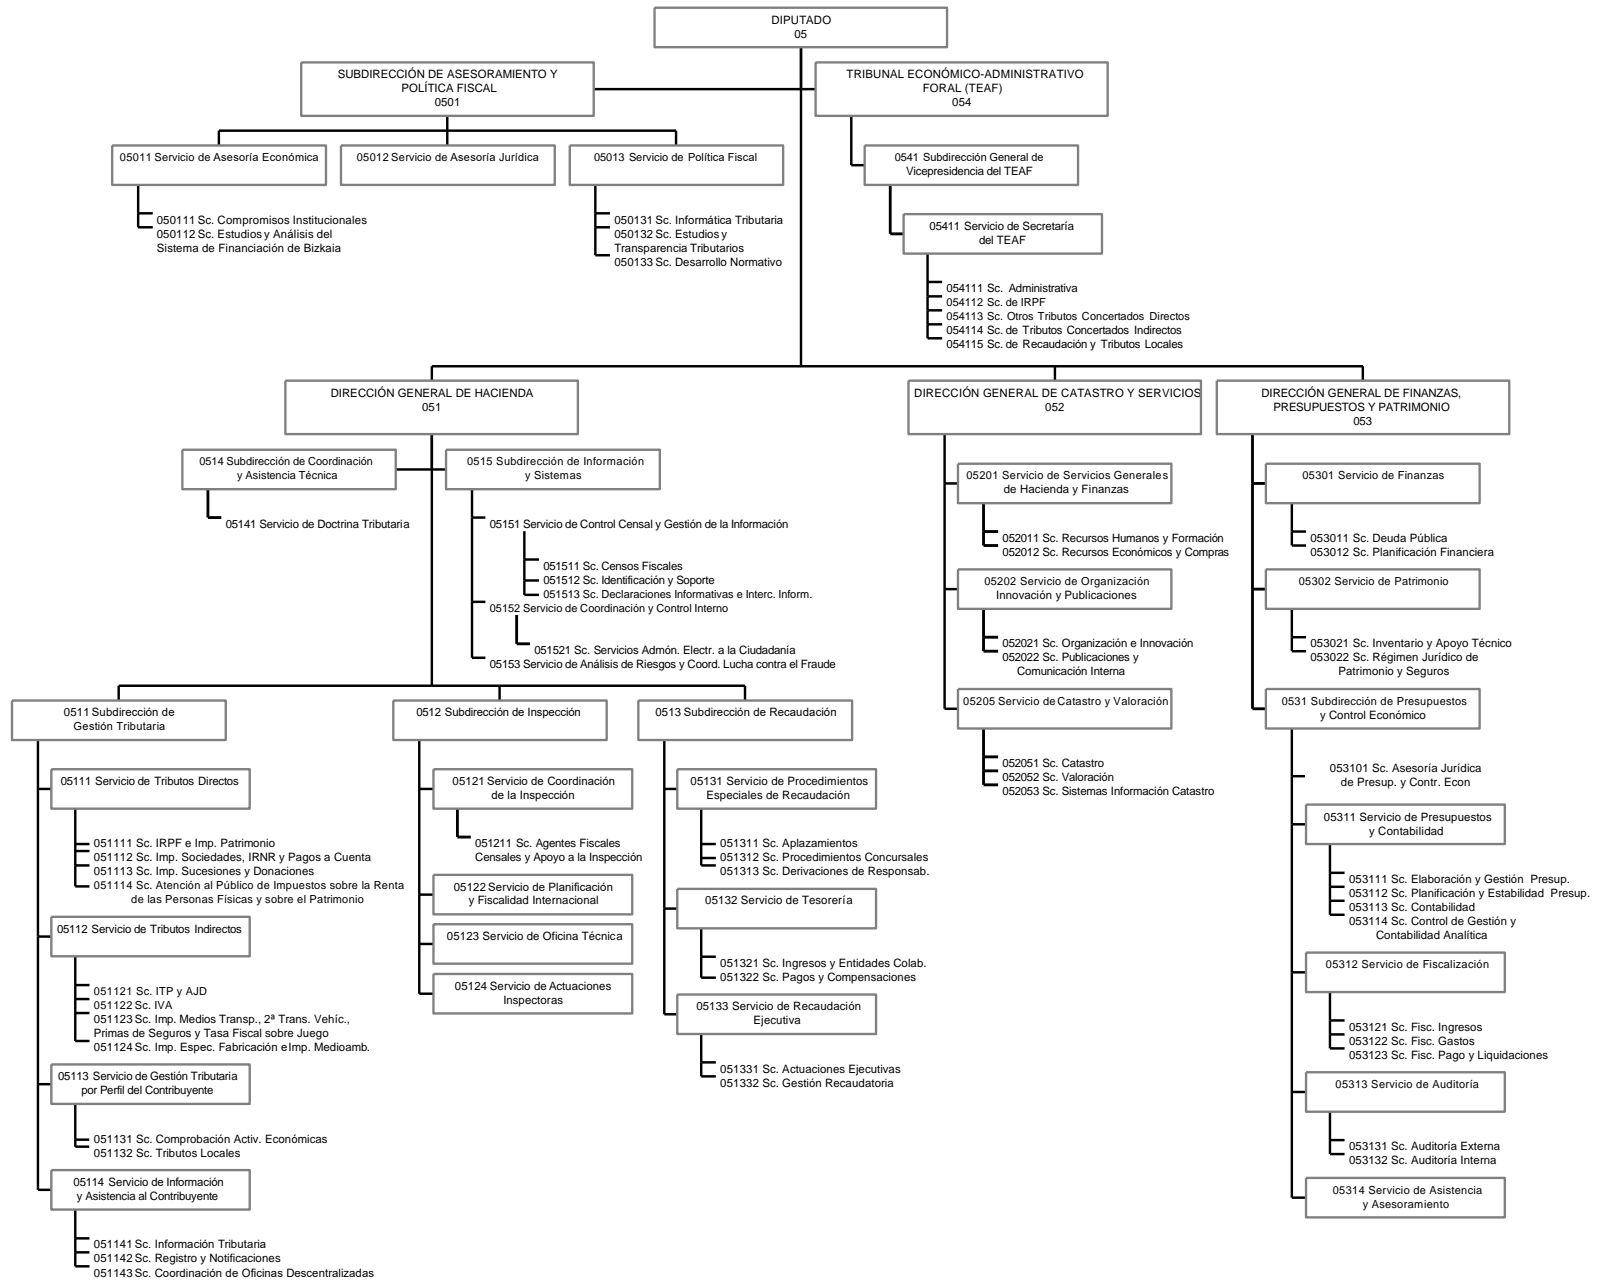 DIPUTADO
05
SUBDIRECCIÓN DE ASESORAMIENTO Y
POLÍTICA FISCAL
0501
TRIBUNAL ECONÓMICO-ADMINISTRATIVO
FORAL (TEAF)
054
05011 Servicio de Asesoría Económica
05012 Servicio de Asesoría Jurídica
05013 Servicio de Política Fiscal
050111 Sc. Compromisos Institucionales
050112 Sc. Estudios y Análisis del
Sistema de Financiación de Bizkaia
050131 Sc. Informática Tributaria
050132 Sc. Estudios y
Transparencia Tributarios
050133 Sc. Desarrollo Normativo
0541 Subdirección General de
Vicepresidencia del TEAF
05411 Servicio de Secretaría
del TEAF
054111 Sc. Administrativa
054112 Sc. de IRPF
054113 Sc. Otros Tributos Concertados Directos
054114 Sc. de Tributos Concertados Indirectos
054115 Sc. de Recaudación y Tributos Locales
DIRECCIÓN GENERAL DE HACIENDA
051
0514 Subdirección de Coordinación
y Asistencia Técnica
05141 Servicio de Doctrina Tributaria
0515 Subdirección de Información
y Sistemas
05151 Servicio de Control Censal y Gestión de la Información
051511 Sc. Censos Fiscales
051512 Sc. Identificación y Soporte
051513 Sc. Declaraciones Informativas e Interc. Inform.
05152 Servicio de Coordinación y Control Interno
051521 Sc. Servicios Admón. Electr. a la Ciudadanía
05153 Servicio de Análisis de Riesgos y Coord. Lucha contra el Fraude
0511 Subdirección de
Gestión Tributaria
05111 Servicio de Tributos Directos
051111 Sc. IRPF e Imp. Patrimonio
051112 Sc. Imp. Sociedades, IRNR y Pagos a Cuenta
051113 Sc. Imp. Sucesiones y Donaciones
051114 Sc. Atención al Público de Impuestos sobre la Renta
de las Personas Físicas y sobre el Patrimonio
05112 Servicio de Tributos Indirectos
051121 Sc. ITP y AJD
051122 Sc. IVA
051123 Sc. Imp. Medios Transp., 2ª Trans. Vehíc.,
Primas de Seguros y Tasa Fiscal sobre Juego
051124 Sc. Imp. Espec. Fabricación e Imp. Medioamb.
05113 Servicio de Gestión Tributaria
por Perfil del Contribuyente
051131 Sc. Comprobación Activ. Económicas
051132 Sc. Tributos Locales
05114 Servicio de Información
y Asistencia al Contribuyente
051141 Sc. Información Tributaria
051142 Sc. Registro y Notificaciones
051143 Sc. Coordinación de Oficinas Descentralizadas
0512 Subdirección de Inspección
05121 Servicio de Coordinación
de la Inspección
051211 Sc. Agentes Fiscales
Censales y Apoyo a la Inspección
05122 Servicio de Planificación
y Fiscalidad Internacional
05123 Servicio de Oficina Técnica
05124 Servicio de Actuaciones
Inspectoras
0513 Subdirección de Recaudación
05131 Servicio de Procedimientos
Especiales de Recaudación
051311 Sc. Aplazamientos
051312 Sc. Procedimientos Concursales
051313 Sc. Derivaciones de Responsab.
05132 Servicio de Tesorería
051321 Sc. Ingresos y Entidades Colab.
051322 Sc. Pagos y Compensaciones
05133 Servicio de Recaudación
Ejecutiva
051331 Sc. Actuaciones Ejecutivas
051332 Sc. Gestión Recaudatoria
DIRECCIÓN GENERAL DE CATASTRO Y SERVICIOS
052
05201 Servicio de Servicios Generales
de Hacienda y Finanzas
052011 Sc. Recursos Humanos y Formación
052012 Sc. Recursos Económicos y Compras
05202 Servicio de Organización
Innovación y Publicaciones
052021 Sc. Organización e Innovación
052022 Sc. Publicaciones y
Comunicación Interna
05205 Servicio de Catastro y Valoración
052051 Sc. Catastro
052052 Sc. Valoración
052053 Sc. Sistemas Información Catastro
DIRECCIÓN GENERAL DE FINANZAS,
PRESUPUESTOS Y PATRIMONIO
053
05301 Servicio de Finanzas
053011 Sc. Deuda Pública
053012 Sc. Planificación Financiera
05302 Servicio de Patrimonio
053021 Sc. Inventario y Apoyo Técnico
053022 Sc. Régimen Jurídico de
Patrimonio y Seguros
0531 Subdirección de Presupuestos
y Control Económico
053101 Sc. Asesoría Jurídica
de Presup. y Contr. Econ
05311 Servicio de Presupuestos
y Contabilidad
053111 Sc. Elaboración y Gestión Presup.
053112 Sc. Planificación y Estabilidad Presup.
053113 Sc. Contabilidad
053114 Sc. Control de Gestión y
Contabilidad Analítica
05312 Servicio de Fiscalización
053121 Sc. Fisc. Ingresos
053122 Sc. Fisc. Gastos
053123 Sc. Fisc. Pago y Liquidaciones
05313 Servicio de Auditoría
053131 Sc. Auditoría Externa
053132 Sc. Auditoría Interna
05314 Servicio de Asistencia
y Asesoramiento